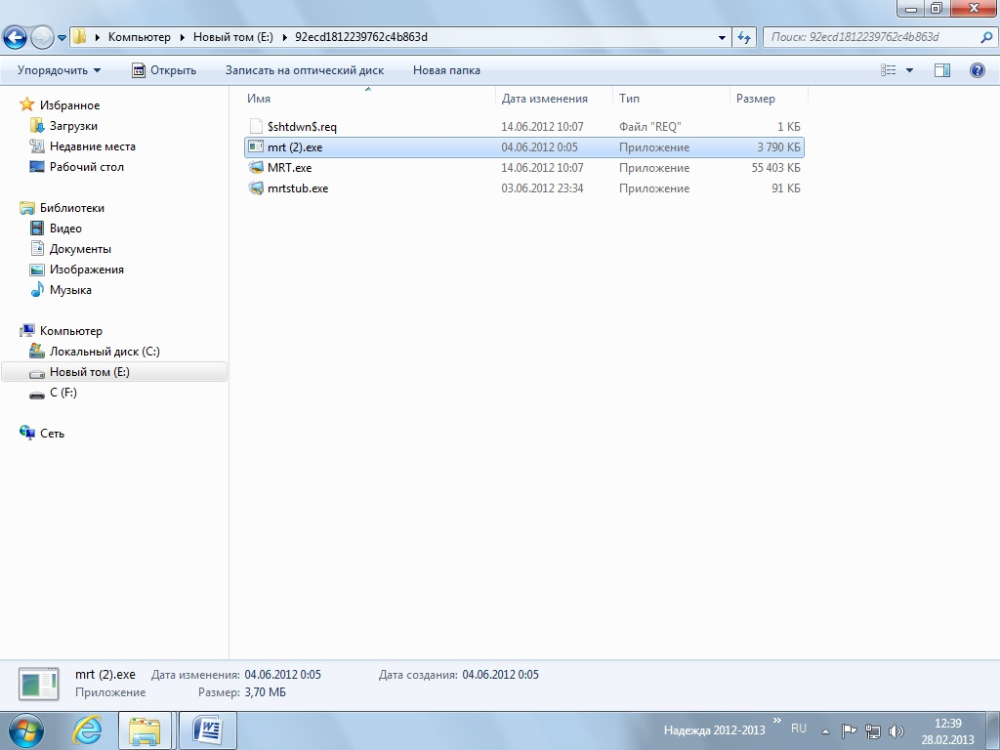 Компьютер Новый том (E:) 92ecd1812239762c4b863d Поиск: 92ecd1812239762c4b863d
Упорядочить Открыть Записать на оптический диск Новая папка
Избранное
Загрузки
Недавние места
Рабочий стол
Библиотеки
Видео
Документы
Изображения
Музыка
Компьютер
Локальный диск (C:)
Новый том (E:)
C (F:)
Сеть
Имя Дата изменения Тип Размер
$shtdwn$.req 14.06.2012 10:07 Файл "REQ" 1 КБ
mrt (2).exe 04.06.2012 0:05 Приложение 3 790 КБ
MRT.exe 14.06.2012 10:07 Приложение 55 403 КБ
mrtstub.exe 03.06.2012 23:34 Приложение 91 КБ
mrt (2).exe Дата изменения: 04.06.2012 0:05 Дата создания: 04.06.2012 0:05
Приложение Размер: 3,70 МБ
Надежда 2012-2013 » RU 12:39
28.02.2013